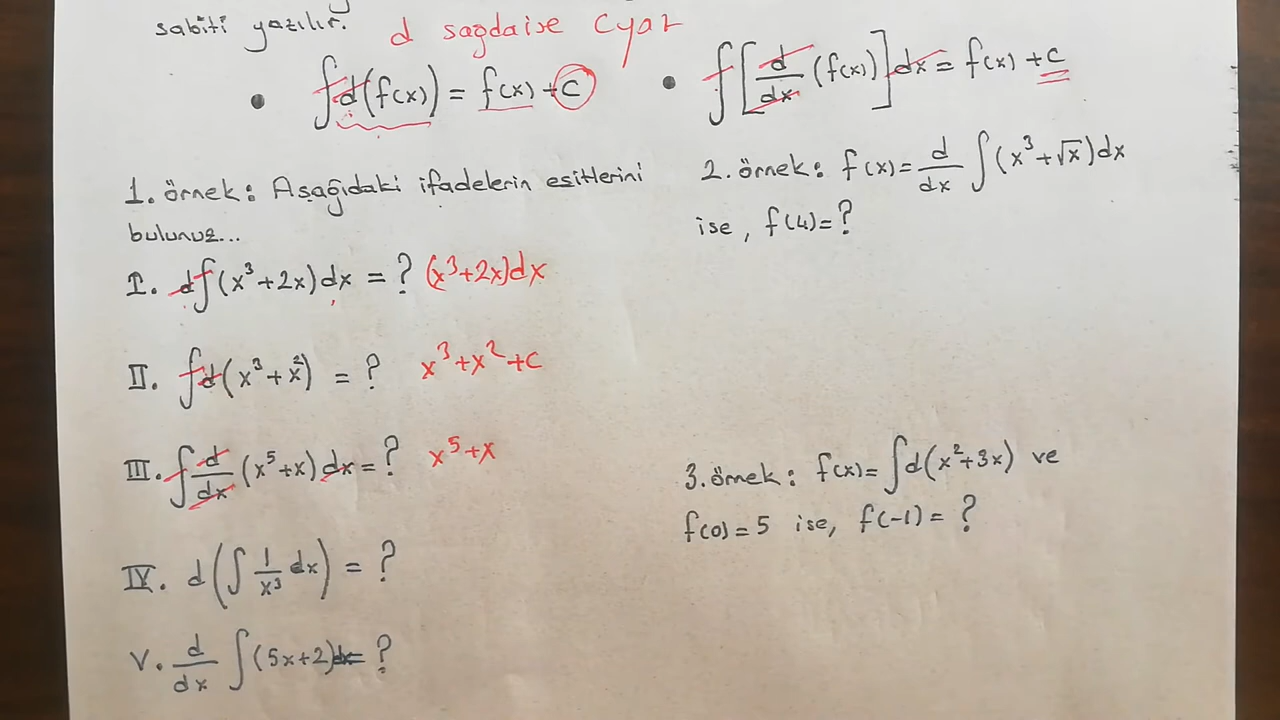 sabiti yazılır. d sağdaise C yaz
• ∫d(f(x)) = f(x) + C
• ∫[d/dx (f(x))]dx = f(x) + C
1. örnek: Aşağıdaki ifadelerin eşitlerini
bulunuz...
I. d∫(x³+2x)dx = ? (x³+2x)dx
II. ∫d(x³+x²) = ? x³+x²+C
III. ∫d/dx (x⁵+x)dx = ? x⁵+x
IV. d(∫ 1/x³ dx) = ?
V. d/dx ∫(5x+2)dx = ?
2. örnek: f(x) = d/dx ∫(x³+√x)dx
ise, f(4) = ?
3. örnek: f(x) = ∫d(x²+3x) ve
f(0) = 5 ise, f(-1) = ?